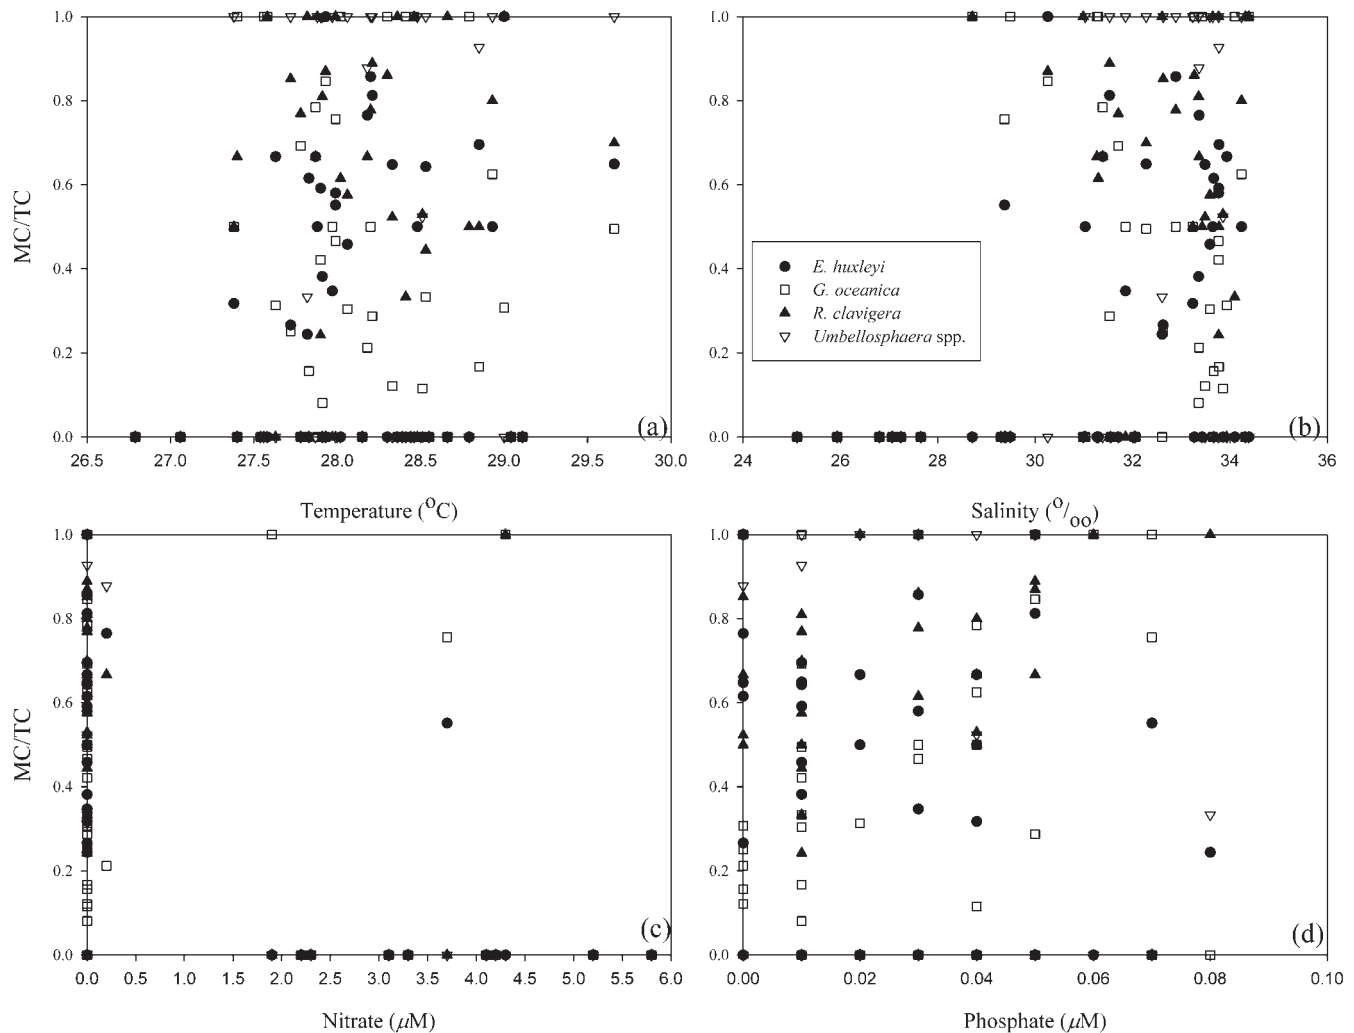 MC/TC
1.0
0.8
0.6
0.4
0.2
0.0
26.5 27.0 27.5 28.0 28.5 29.0 29.5 30.0
Temperature (°C)
(a)
1.0
0.8
0.6
0.4
0.2
0.0
24 26 28 30 32 34 36
Salinity (o/oo)
(b)
E. huxleyi
G. oceanica
R. clavigera
Umbellosphaera spp.
MC/TC
1.0
0.8
0.6
0.4
0.2
0.0
0.0 0.5 1.0 1.5 2.0 2.5 3.0 3.5 4.0 4.5 5.0 5.5 6.0
Nitrate (μM)
(c)
1.0
0.8
0.6
0.4
0.2
0.0
0.00 0.02 0.04 0.06 0.08 0.10
Phosphate (μM)
(d)